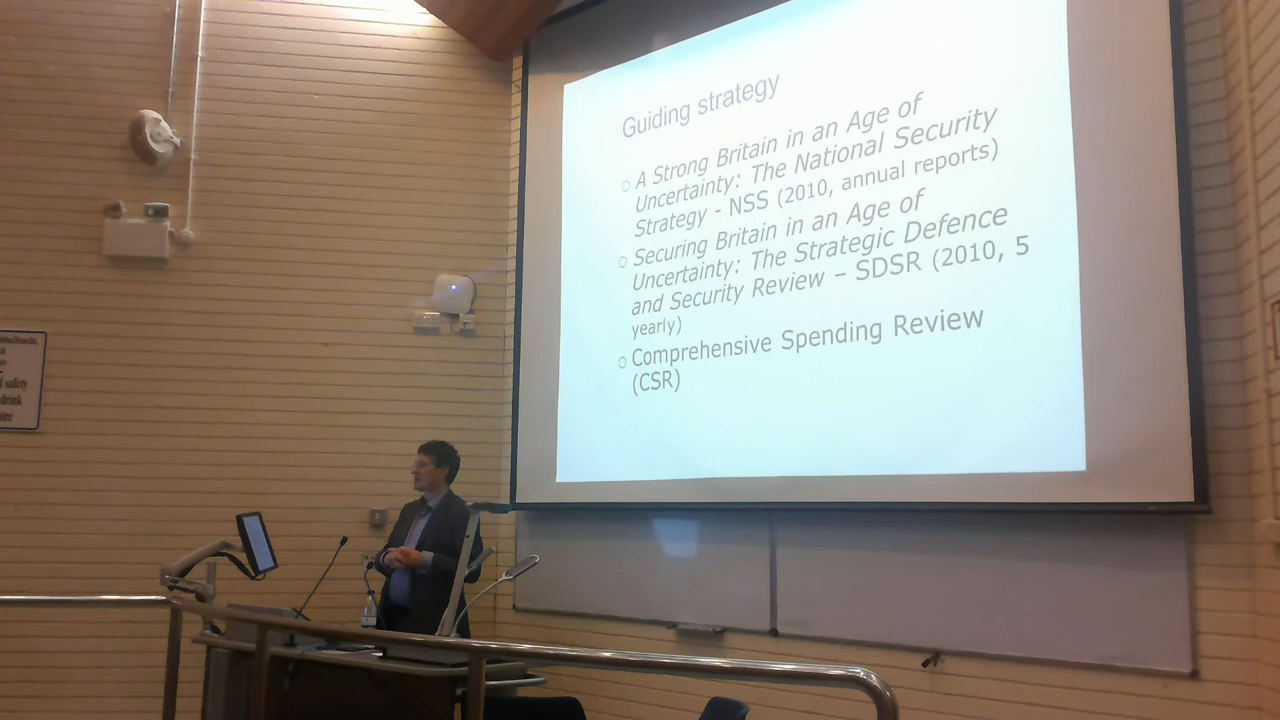 Guiding strategy
A Strong Britain in an Age of
Uncertainty: The National Security
Strategy - NSS (2010, annual reports)
Securing Britain in an Age of
Uncertainty: The Strategic Defence
and Security Review – SDSR (2010, 5
yearly)
Comprehensive Spending Review
(CSR)
safety
drink